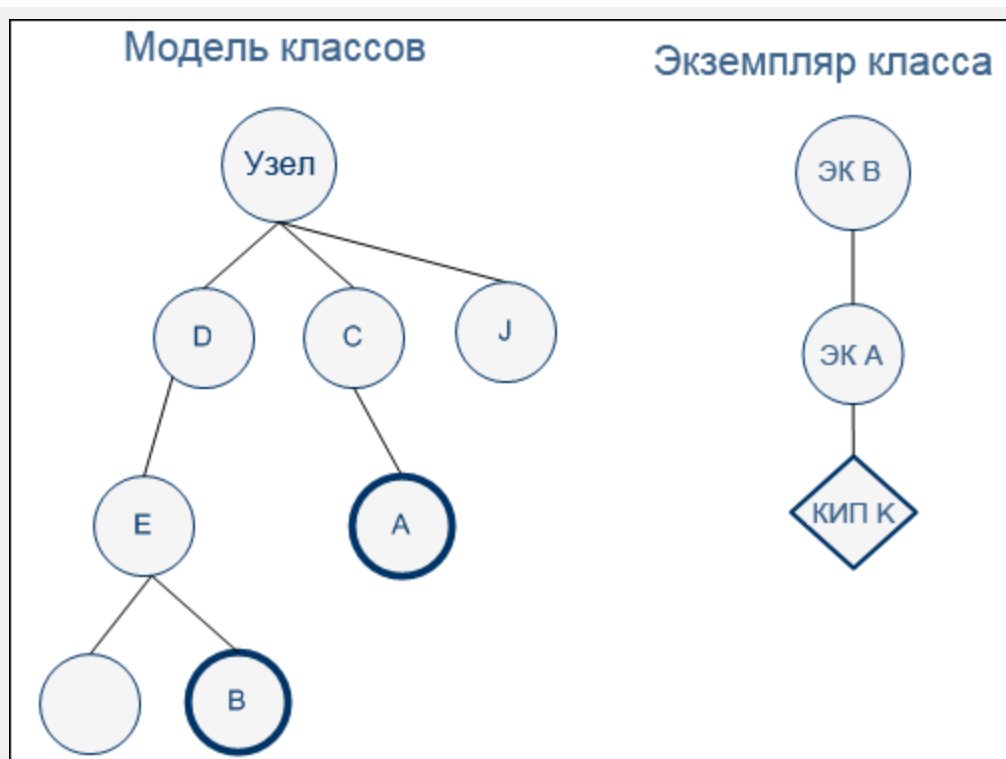 Модель классов
Экземпляр класса
Узел
ЭК B
D
C
J
ЭК A
E
A
КИП K
B